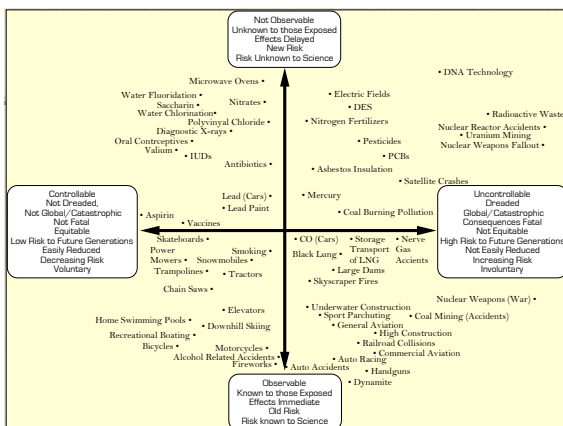 Not Observable
Unknown to those Exposed
Effects Delayed
New Risk
Risk Unknown to Science
DNA Technology
Microwave Ovens
Electric Fields
Water Fluoridation
Nitrates
DES
Saccharin
Water Chlorination
Radioactive Waste
Polyvinyal Chloride
Nitrogen Fertilizers
Nuclear Reactor Accidents
Diagnostic X-rays
Uranium Mining
Oral Contrceptives
Pesticides
Nuclear Weapons Fallout
Valium
IUDs
PCBs
Antibiotics
Asbestos Insulation
Satellite Crashes
Controllable
Not Dreaded,
Not Global/Catastrophic
Not Fatal
Equitable
Low Risk to Future Generations
Easily Reduced
Decreasing Risk
Voluntary
Lead (Cars)
Mercury
Lead Paint
Aspirin
Coal Burning Pollution
Vaccines
Uncontrollable
Dreaded
Global/Catastrophic
Consequences Fatal
Not Equitable
High Risk to Future Generations
Not Easily Reduced
Increasing Risk
Involuntary
Skateboards
CO (Cars)
Storage
Transport
of LNG
Nerve
Gas
Accients
Power
Mowers
Smoking
Black Lung
Snowmobiles
Trampolines
Tractors
Large Dams
Skyscraper Fires
Chain Saws
Nuclear Weapons (War)
Elevators
Underwater Construction
Sport Parchuting
Coal Mining (Accidents)
Home Swimming Pools
Downhill Skiing
General Aviation
Recreational Boating
High Construction
Bicycles
Motorcycles
Railroad Collisions
Alcohol Related Accidents
Commercial Aviation
Auto Racing
Fireworks
Auto Accidents
Handguns
Dynamite
Observable
Known to those Exposed
Effects Immediate
Old Risk
Risk known to Science